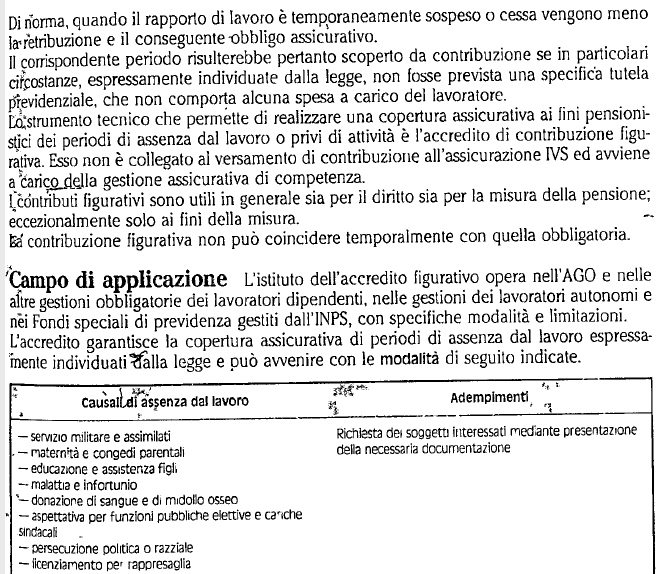 Di norma, quando il rapporto di lavoro è temporaneamente sospeso o cessa vengono meno
la retribuzione e il conseguente obbligo assicurativo.
Il corrispondente periodo risulterebbe pertanto scoperto da contribuzione se in particolari
circostanze, espressamente individuate dalla legge, non fosse prevista una specifica tutela
previdenziale, che non comporta alcuna spesa a carico del lavoratore.
Lo strumento tecnico che permette di realizzare una copertura assicurativa ai fini pensioni-
stici dei periodi di assenza dal lavoro o privi di attività è l'accredito di contribuzione figu-
rativa. Esso non è collegato al versamento di contribuzione all'assicurazione IVS ed avviene
a carico della gestione assicurativa di competenza.
I contributi figurativi sono utili in generale sia per il diritto sia per la misura della pensione;
eccezionalmente solo ai fini della misura.
La contribuzione figurativa non può coincidere temporalmente con quella obbligatoria.
Campo di applicazione L'istituto dell'accredito figurativo opera nell'AGO e nelle
altre gestioni obbligatorie dei lavoratori dipendenti, nelle gestioni dei lavoratori autonomi e
nei Fondi speciali di previdenza gestiti dall'INPS, con specifiche modalità e limitazioni.
L'accredito garantisce la copertura assicurativa di periodi di assenza dal lavoro espressa-
mente individuati dalla legge e può avvenire con le modalità di seguito indicate.
Causali di assenza dal lavoro
Adempimenti
— servizio militare e assimilati
— maternità e congedi parentali
— educazione e assistenza figli
— malattia e infortunio
— donazione di sangue e di midollo osseo
— aspettativa per funzioni pubbliche elettive e cariche
sindacali
— persecuzione politica o razziale
— licenziamento per rappresaglia
Richiesta dei soggetti interessati mediante presentazione
della necessaria documentazione